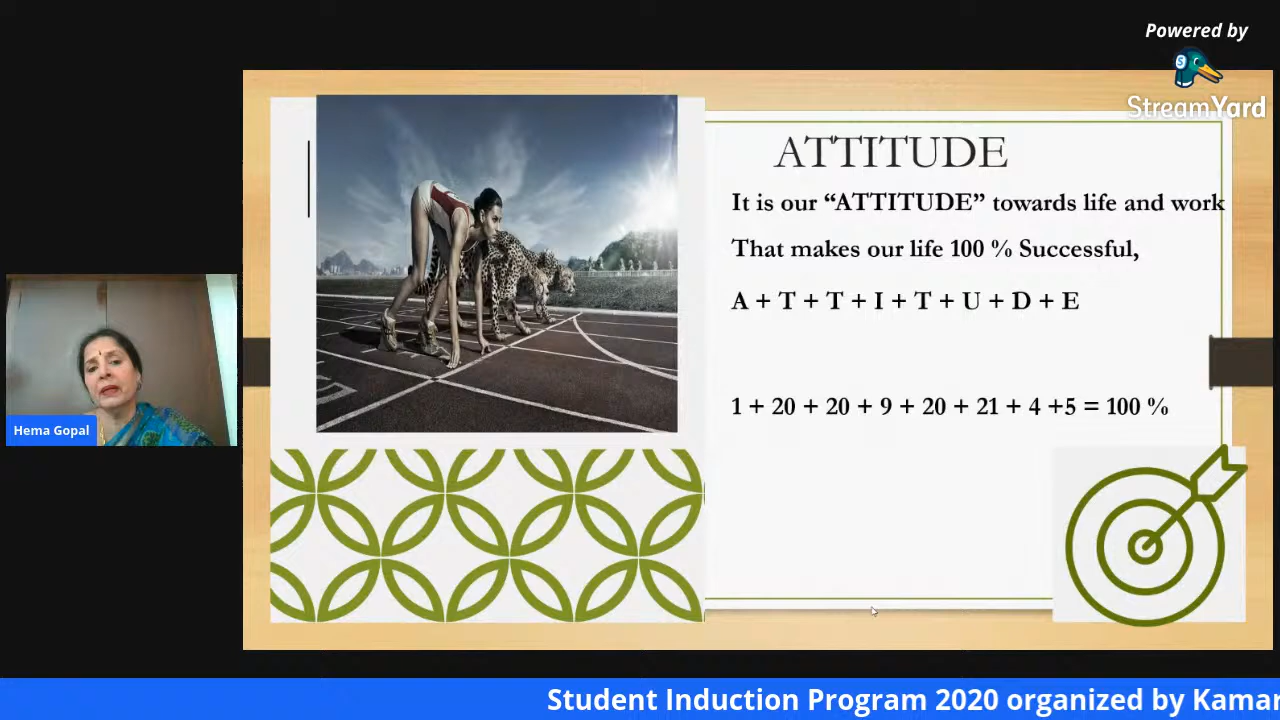 Powered by
StreamYard
ATTITUDE
It is our “ATTITUDE” towards life and work
That makes our life 100 % Successful,
A + T + T + I + T + U + D + E
1 + 20 + 20 + 9 + 20 + 21 + 4 +5 = 100 %
Hema Gopal
Student Induction Program 2020 organized by Kamar